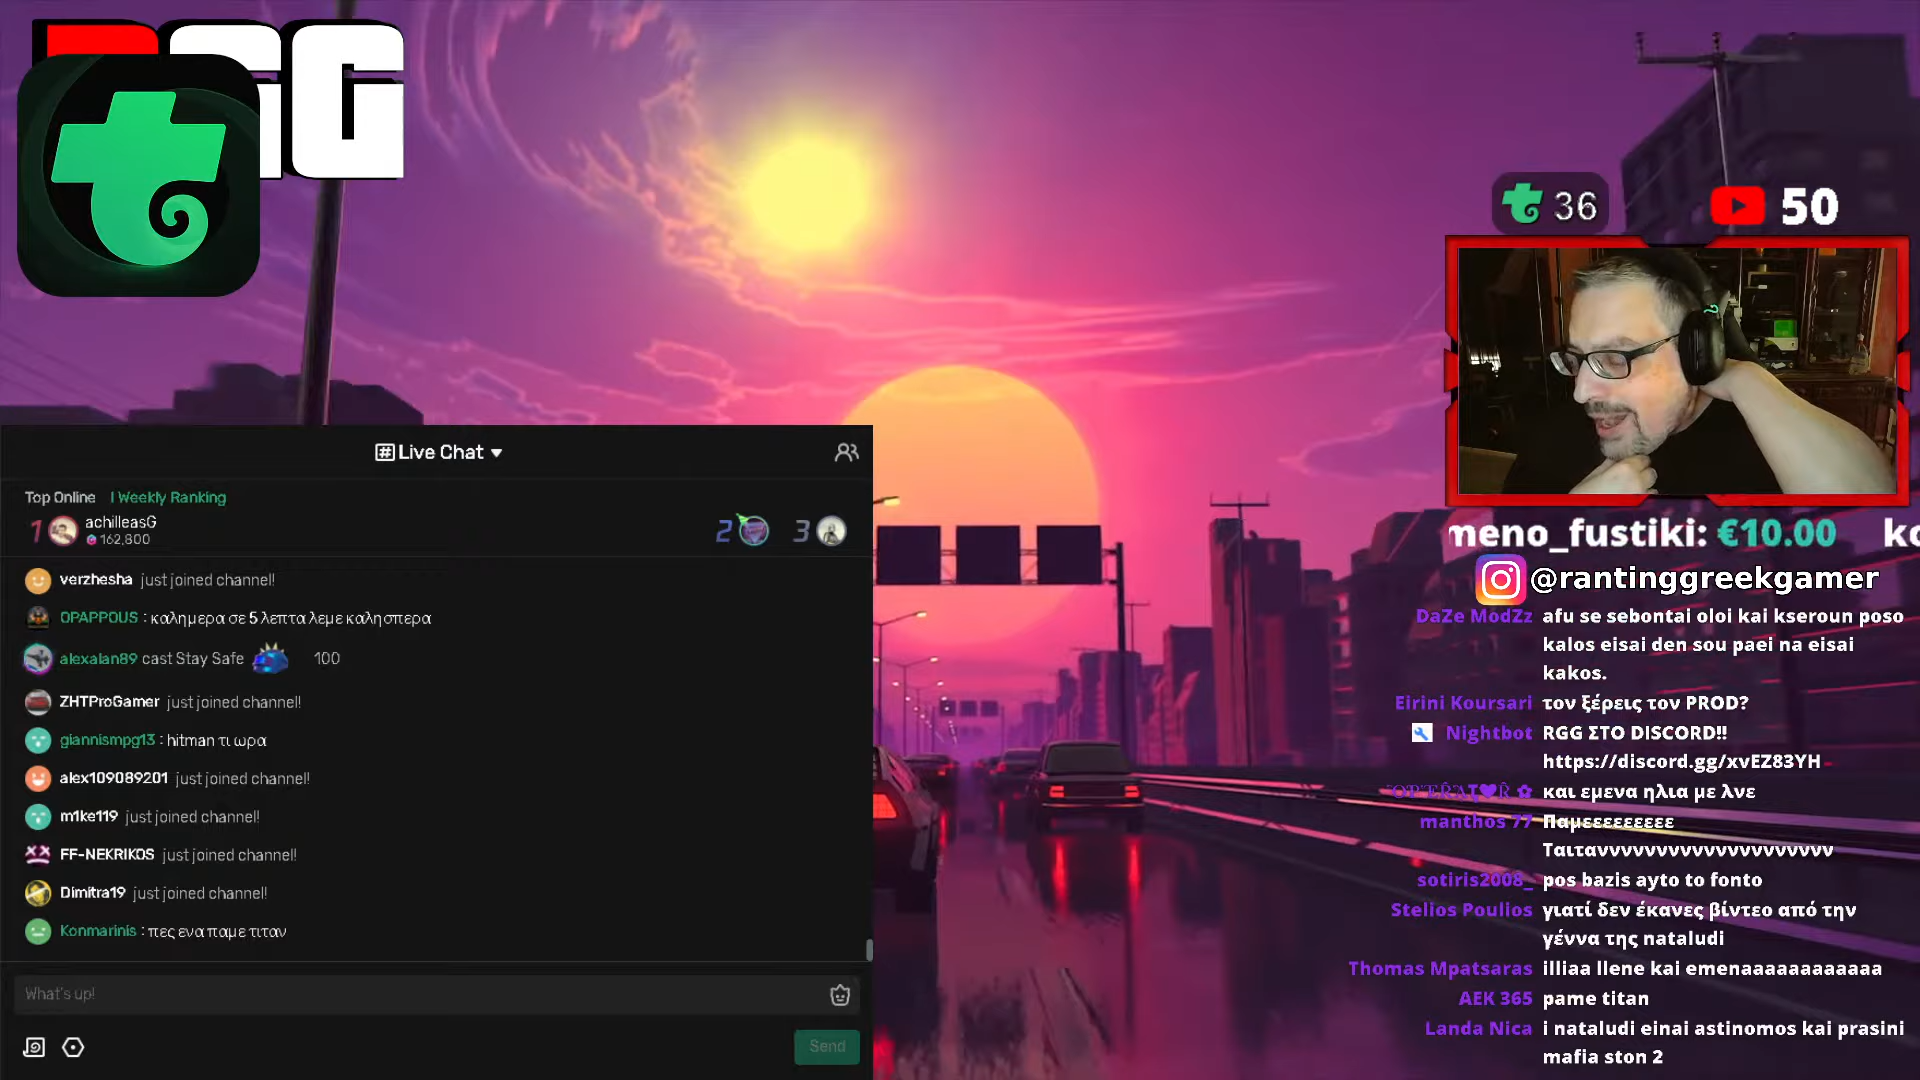 RGG
36
50
Live Chat
Top Online | Weekly Ranking
1 achilleasG
162,800
2
3
verzhesha just joined channel!
OPAPPOUS : καλημερα σε 5 λεπτα λεμε καλησπερα
alexalan89 cast Stay Safe 100
ZHTProGamer just joined channel!
giannismpg13 : hitman τι ωρα
alex109089201 just joined channel!
m1ke119 just joined channel!
FF-NEKRIKOS just joined channel!
Dimitra19 just joined channel!
Konmarinis : πες ενα παμε τιταν
What's up!
Send
meno_fustiki: €10.00 ko
@rantinggreekgamer
DaZe ModZz afu se sebontai oloi kai kseroun poso
kalos eisai den sou paei na eisai
kakos.
Eirini Koursari τον ξέρεις τον PROD?
Nightbot RGG ΣΤΟ DISCORD!!
https://discord.gg/xvEZ83YH
και εμενα ηλια με λνε
manthos 77 Παμεεεεεεεεε
Ταιτανννννννννννννννννννν
sotiris2008_ pos bazis ayto to fonto
Stelios Poulios γιατί δεν έκανες βίντεο από την
γέννα της nataludi
Thomas Mpatsaras illiaa llene kai emenaaaaaaaaaaaa
AEK 365 pame titan
Landa Nica i nataludi einai astinomos kai prasini
mafia ston 2